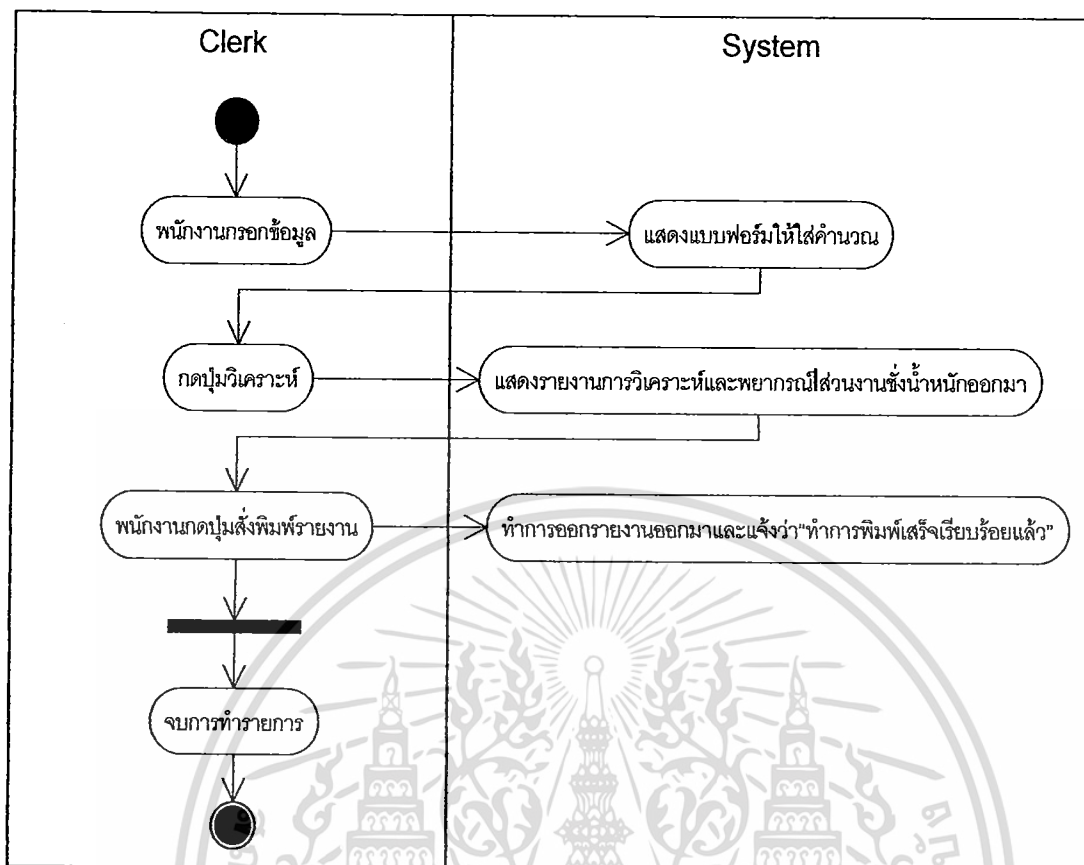 Clerk
System
พนักงานกรอกข้อมูล
แสดงแบบฟอร์มให้ใส่คำนวณ
กดปุ่มวิเคราะห์
แสดงรายงานการวิเคราะห์และพยากรณ์ใส่วนงานชั่งน้ำหนักออกมา
พนักงานกดปุ่มสั่งพิมพ์รายงาน
ทำการออกรายงานออกมาและแจ้งว่า“ทำการพิมพ์เสร็จเรียบร้อยแล้ว”
จบการทำรายการ